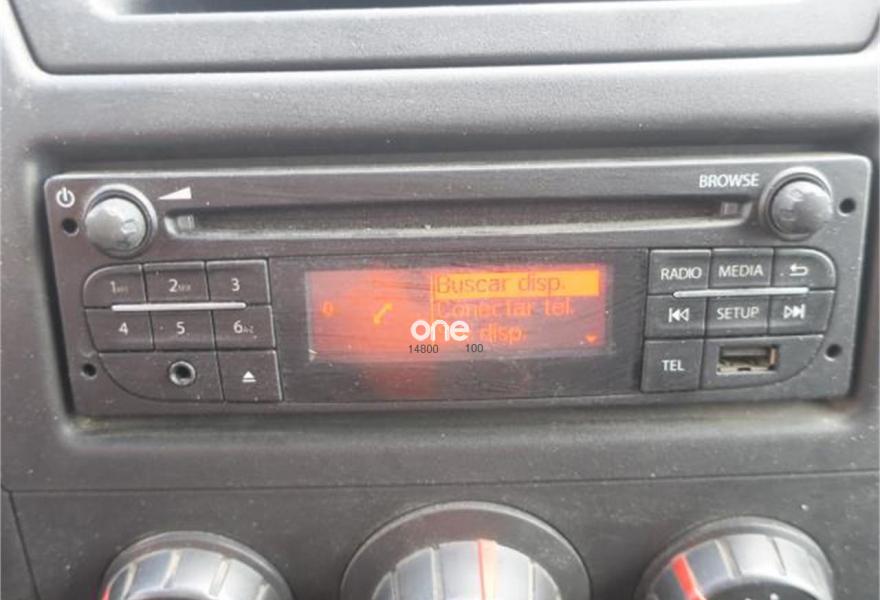 BROWSE
1
2
3
RADIO MEDIA
4
5
6
SETUP
TEL
Buscar disp.
Conectar tel.
disp.
one
14800 100